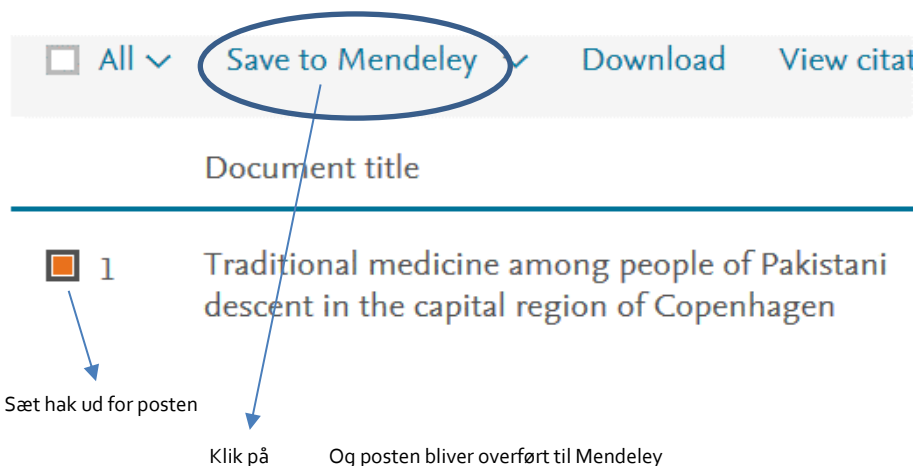 All Save to Mendeley Download View citat
Document title
1 Traditional medicine among people of Pakistani
descent in the capital region of Copenhagen
Sæt hak ud for posten
Klik på Og posten bliver overført til Mendeley